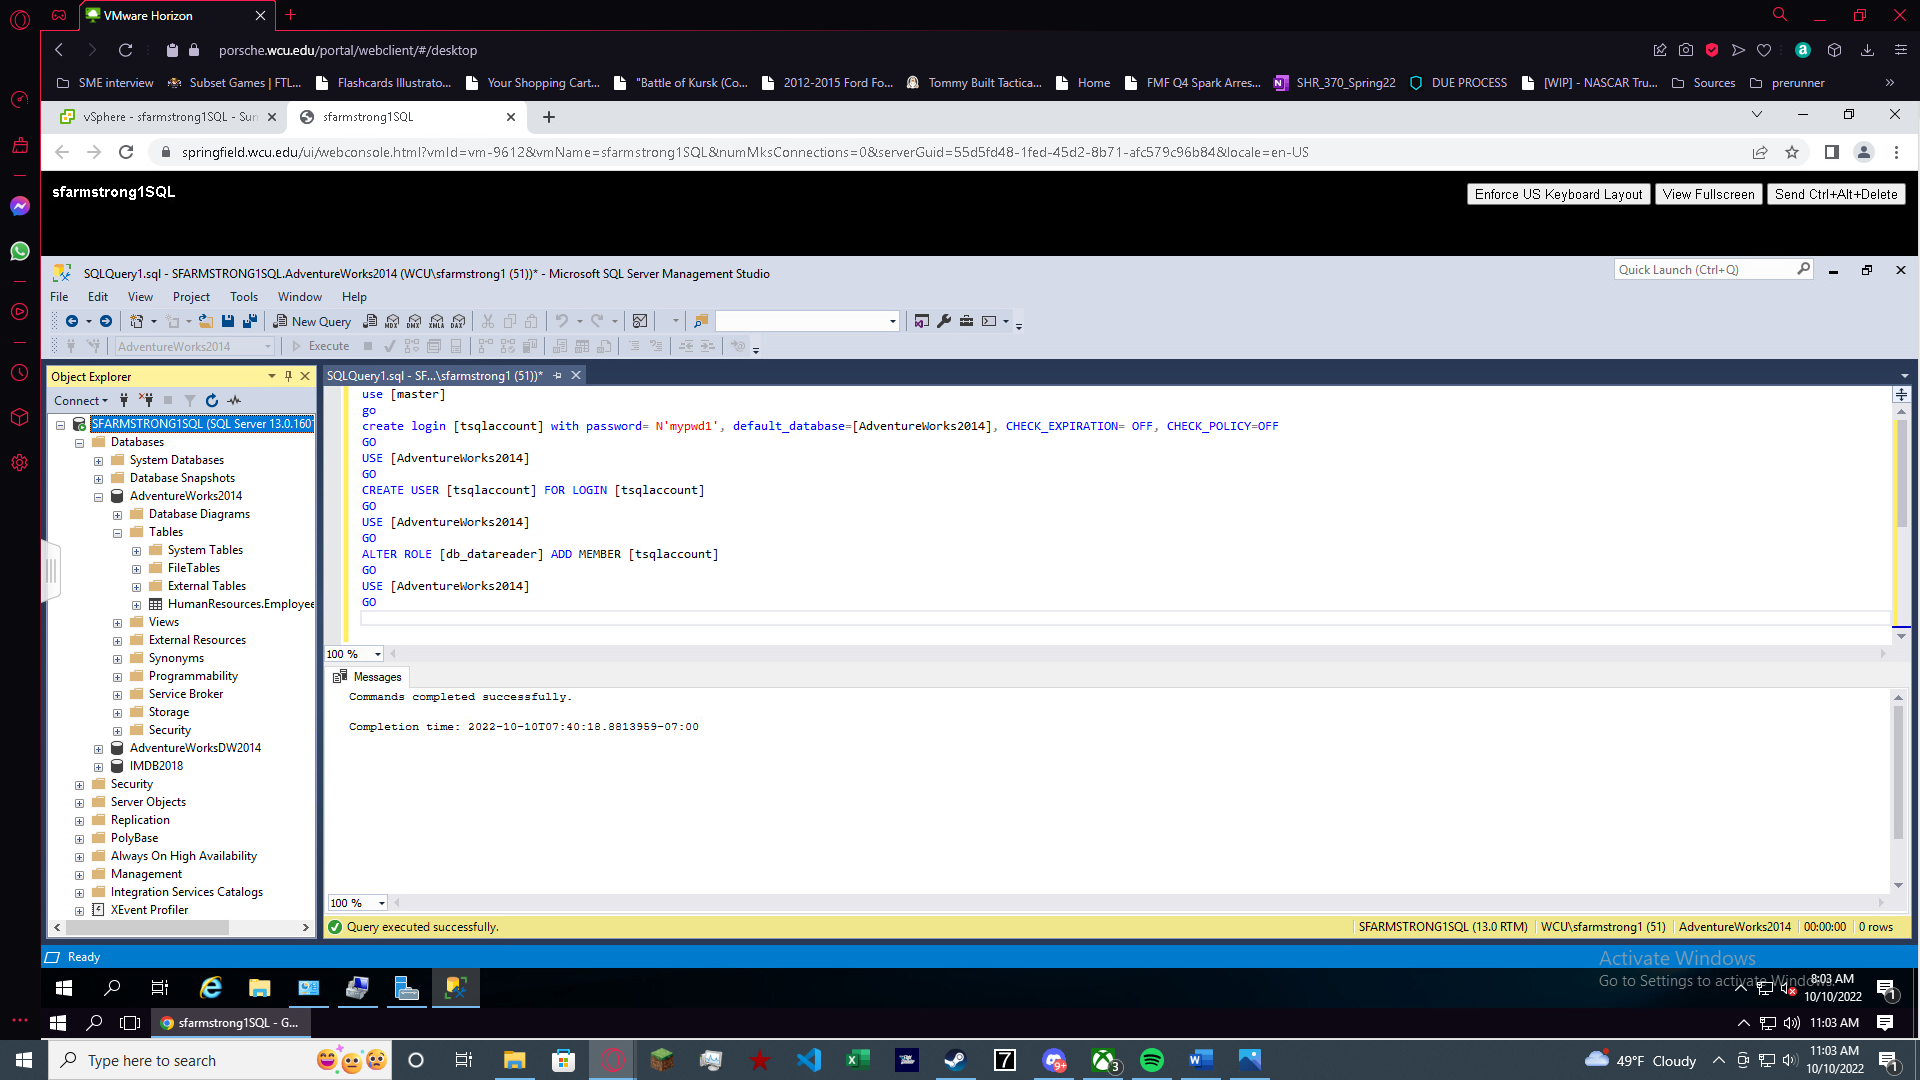 VMware Horizon
porsche.wcu.edu/portal/webclient/#/desktop
SME interview
Subset Games | FTL...
Flashcards Illustrato...
Your Shopping Cart...
"Battle of Kursk (Co...
2012-2015 Ford Fo...
Tommy Built Tactica...
Home
FMF Q4 Spark Arres...
SHR_370_Spring22
DUE PROCESS
[WIP] - NASCAR Tru...
Sources
prerunner
vSphere - sfarmstrong1SQL - Sum
sfarmstrong1SQL
springfield.wcu.edu/ui/webconsole.html?vmId=vm-9612&vmName=sfarmstrong1SQL&numMksConnections=0&serverGuid=55d5fd48-1fed-45d2-8b71-afc579c96b84&locale=en-US
sfarmstrong1SQL
Enforce US Keyboard Layout
View Fullscreen
Send Ctrl+Alt+Delete
SQLQuery1.sql - SFARMSTRONG1SQL.AdventureWorks2014 (WCU\sfarmstrong1 (51))* - Microsoft SQL Server Management Studio
Quick Launch (Ctrl+Q)
File Edit View Project Tools Window Help
New Query
MDX DMX XMLA DAX
AdventureWorks2014
Execute
Object Explorer
Connect
SFARMSTRONG1SQL (SQL Server 13.0.160
Databases
System Databases
Database Snapshots
AdventureWorks2014
Database Diagrams
Tables
System Tables
FileTables
External Tables
HumanResources.Employee
Views
External Resources
Synonyms
Programmability
Service Broker
Storage
Security
AdventureWorksDW2014
IMDB2018
Security
Server Objects
Replication
PolyBase
Always On High Availability
Management
Integration Services Catalogs
XEvent Profiler
SQLQuery1.sql - SF...\sfarmstrong1 (51))*
use [master]
go
create login [tsqlaccount] with password= N'mypwd1', default_database=[AdventureWorks2014], CHECK_EXPIRATION= OFF, CHECK_POLICY=OFF
GO
USE [AdventureWorks2014]
GO
CREATE USER [tsqlaccount] FOR LOGIN [tsqlaccount]
GO
USE [AdventureWorks2014]
GO
ALTER ROLE [db_datareader] ADD MEMBER [tsqlaccount]
GO
USE [AdventureWorks2014]
GO
100 %
Messages
Commands completed successfully.
Completion time: 2022-10-10T07:40:18.8813959-07:00
100 %
Query executed successfully.
SFARMSTRONG1SQL (13.0 RTM)
WCU\sfarmstrong1 (51)
AdventureWorks2014
00:00:00
0 rows
Ready
Activate Windows
Go to Settings to activate Windows.
8:03 AM
10/10/2022
1
sfarmstrong1SQL - G...
11:03 AM
Type here to search
7
9+
3
49°F Cloudy
11:03 AM
10/10/2022
1